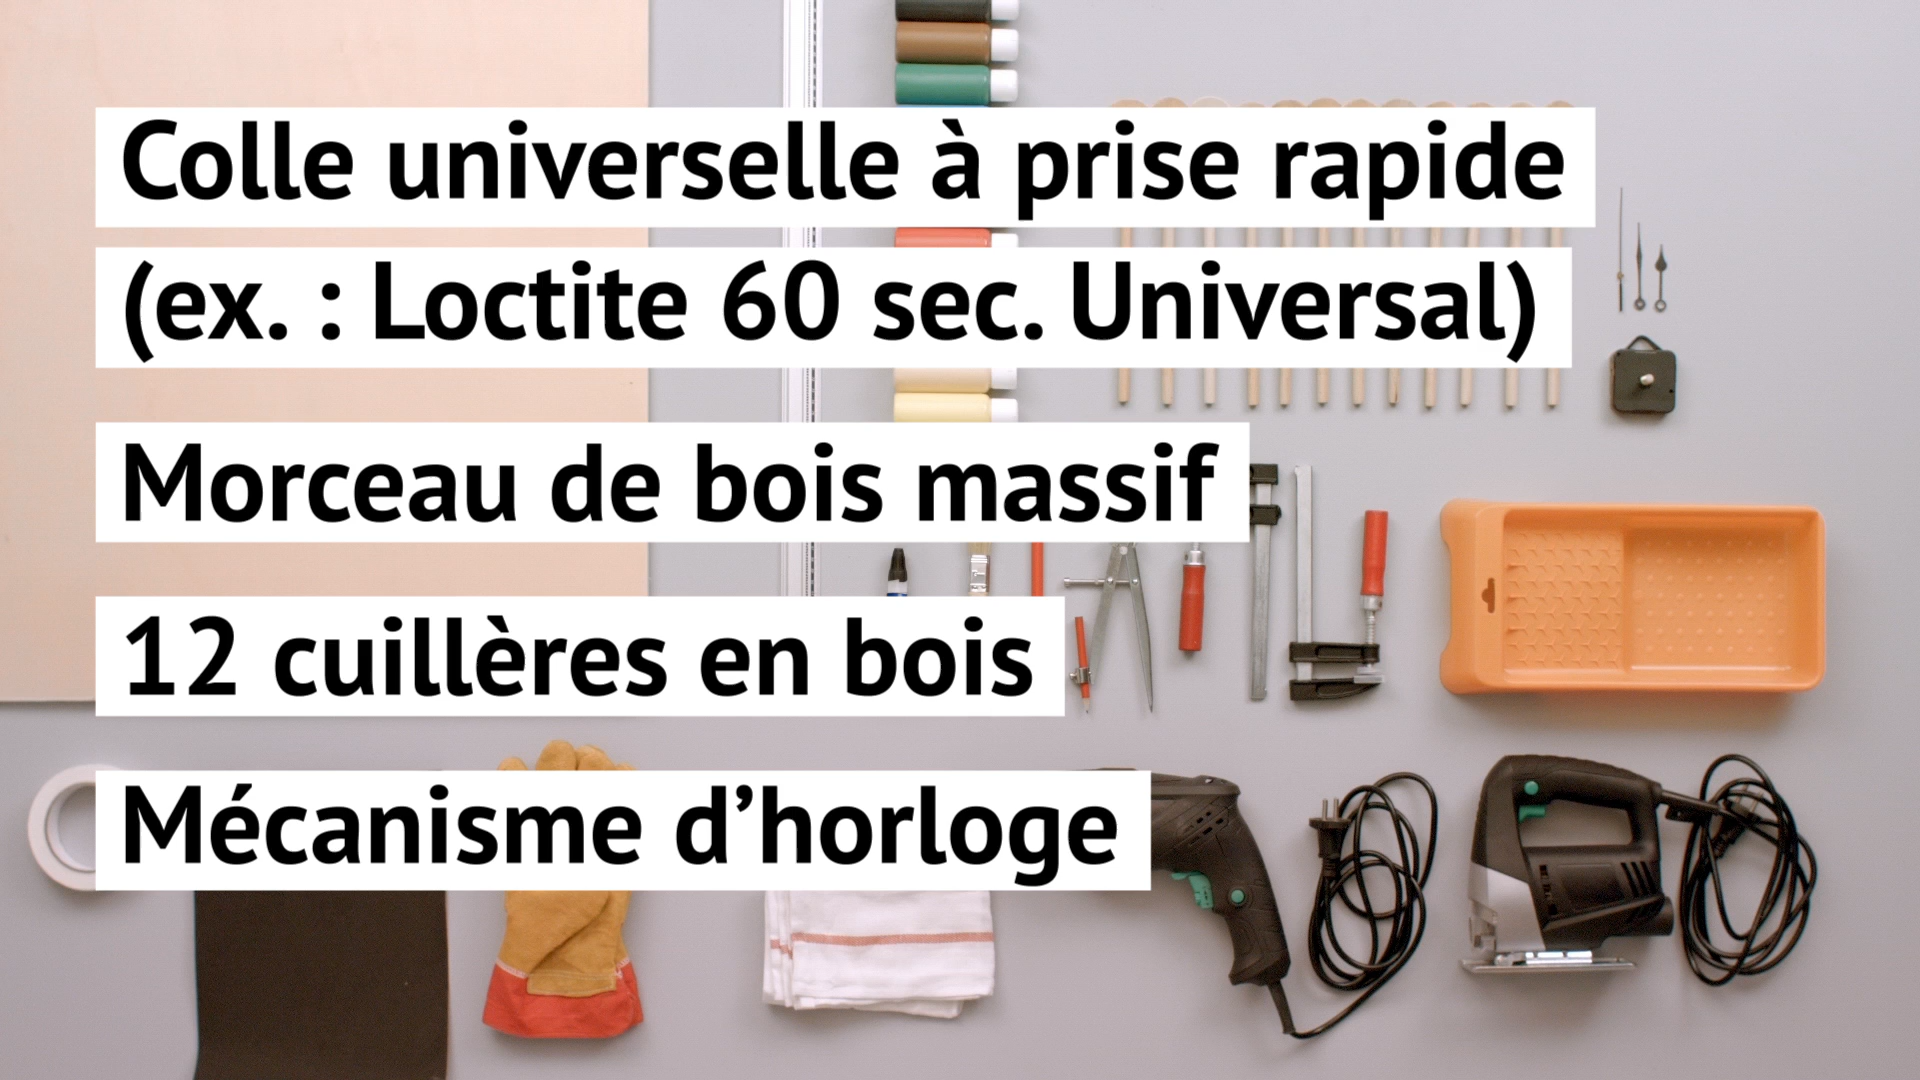 Colle universelle à prise rapide
(ex. : Loctite 60 sec. Universal)
Morceau de bois massif
12 cuillères en bois
Mécanisme d’horloge